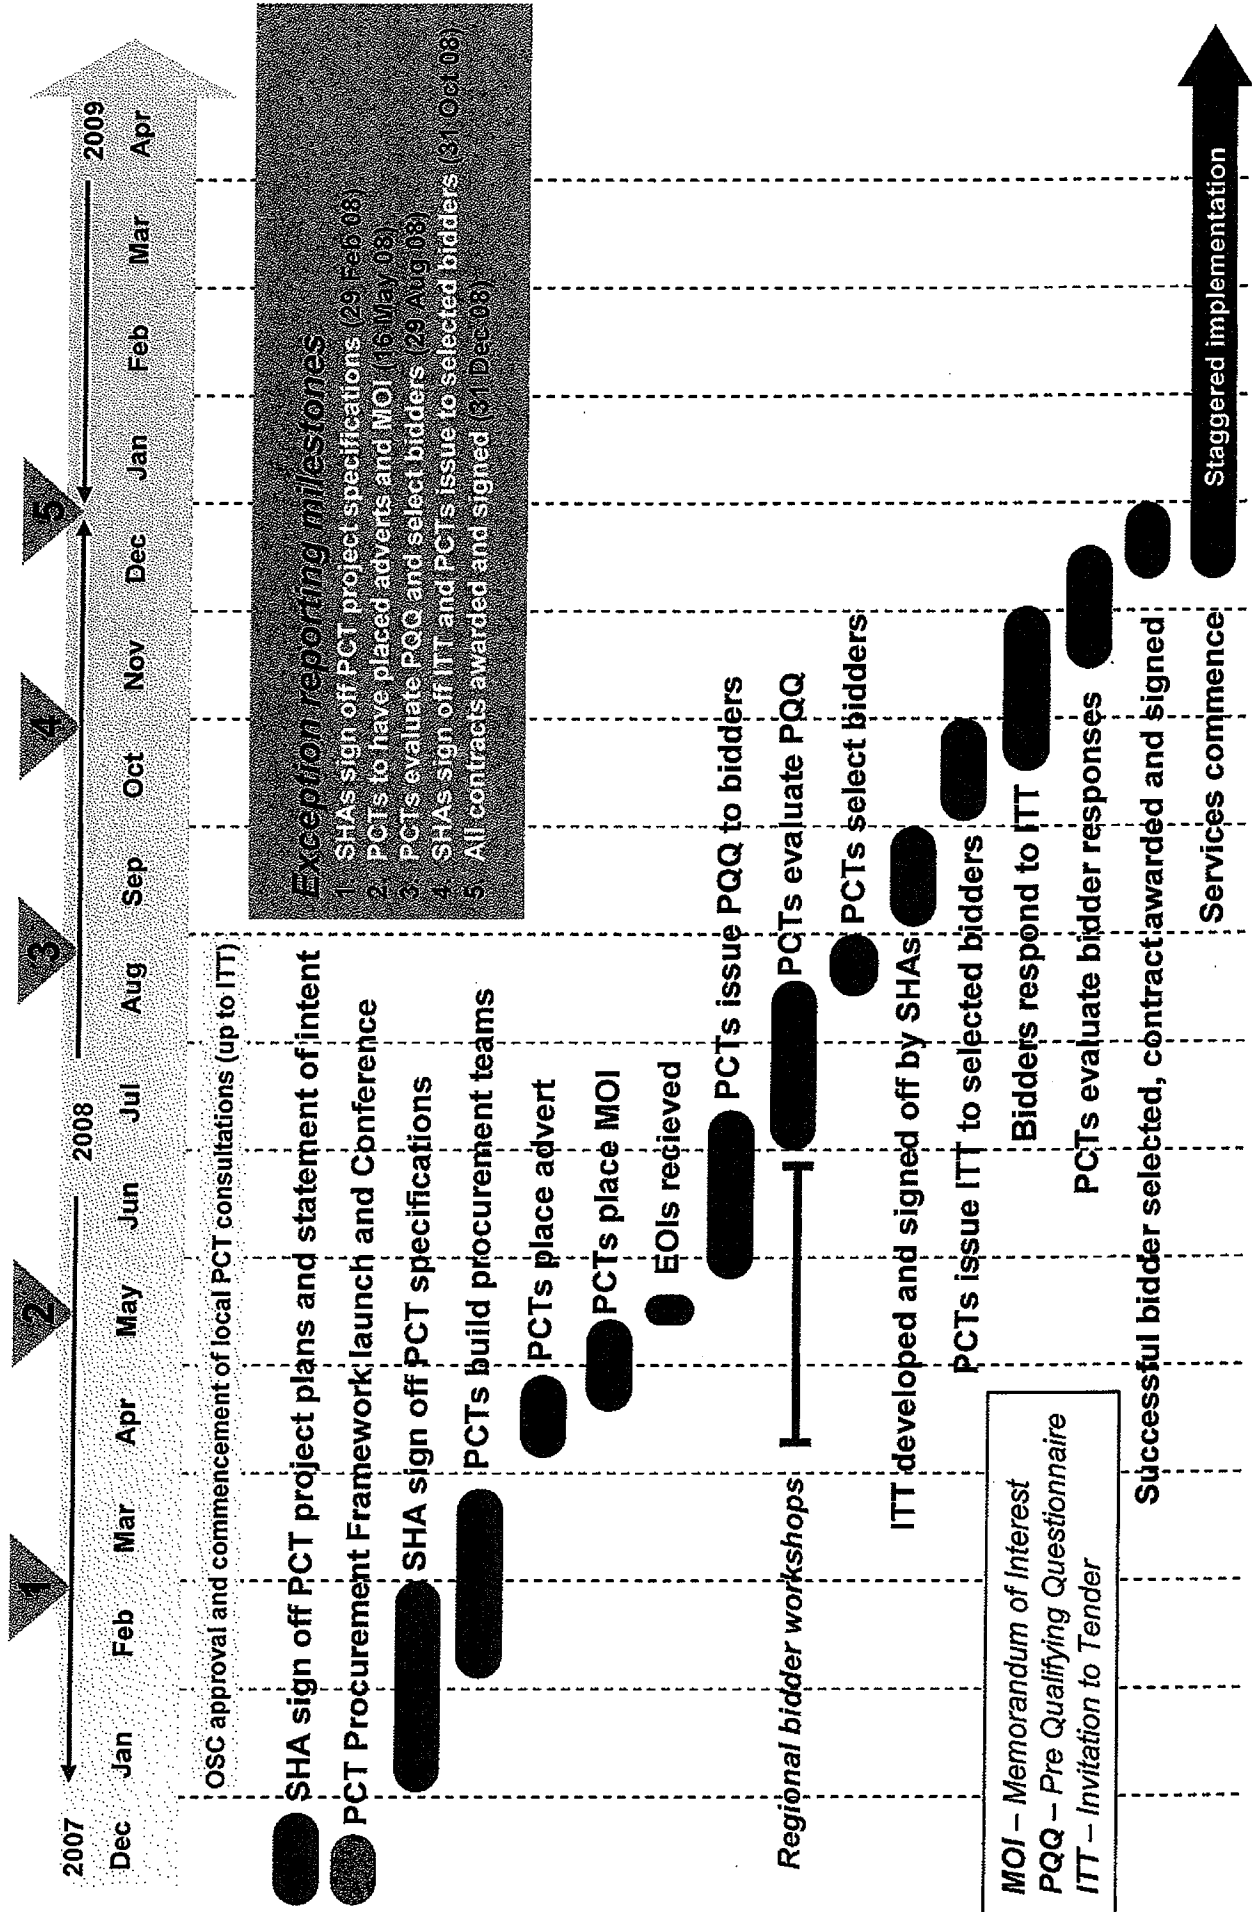 1
2
3
4
5
2007
2008
2009
Dec
Jan
Feb
Mar
Apr
May
Jun
Jul
Aug
Sep
Oct
Nov
Dec
Jan
Feb
Mar
Apr
OSC approval and commencement of local PCT consultations (up to ITT)
SHA sign off PCT project plans and statement of intent
PCT Procurement Framework launch and Conference
SHA sign off PCT specifications
PCTs build procurement teams
PCTs place advert
PCTs place MOI
EOIs recieved
PCTs issue PQQ to bidders
Regional bidder workshops
PCTs evaluate PQQ
PCTs select bidders
ITT developed and signed off by SHAs
PCTs issue ITT to selected bidders
Bidders respond to ITT
PCTs evaluate bidder responses
Successful bidder selected, contract awarded and signed
Services commence
Staggered implementation
Exception reporting milestones
1 SHAs sign off PCT project specifications (29 Feb 08)
2. PCTs to have placed adverts and MOI (16 May 08)
3. PCTs evaluate PQQ and select bidders (29 Aug 08)
4. SHAs sign off ITT and PCTs issue to selected bidders (31 Oct 08)
5 All contracts awarded and signed (31 Dec 08)
MOI – Memorandum of Interest
PQQ – Pre Qualifying Questionnaire
ITT – Invitation to Tender